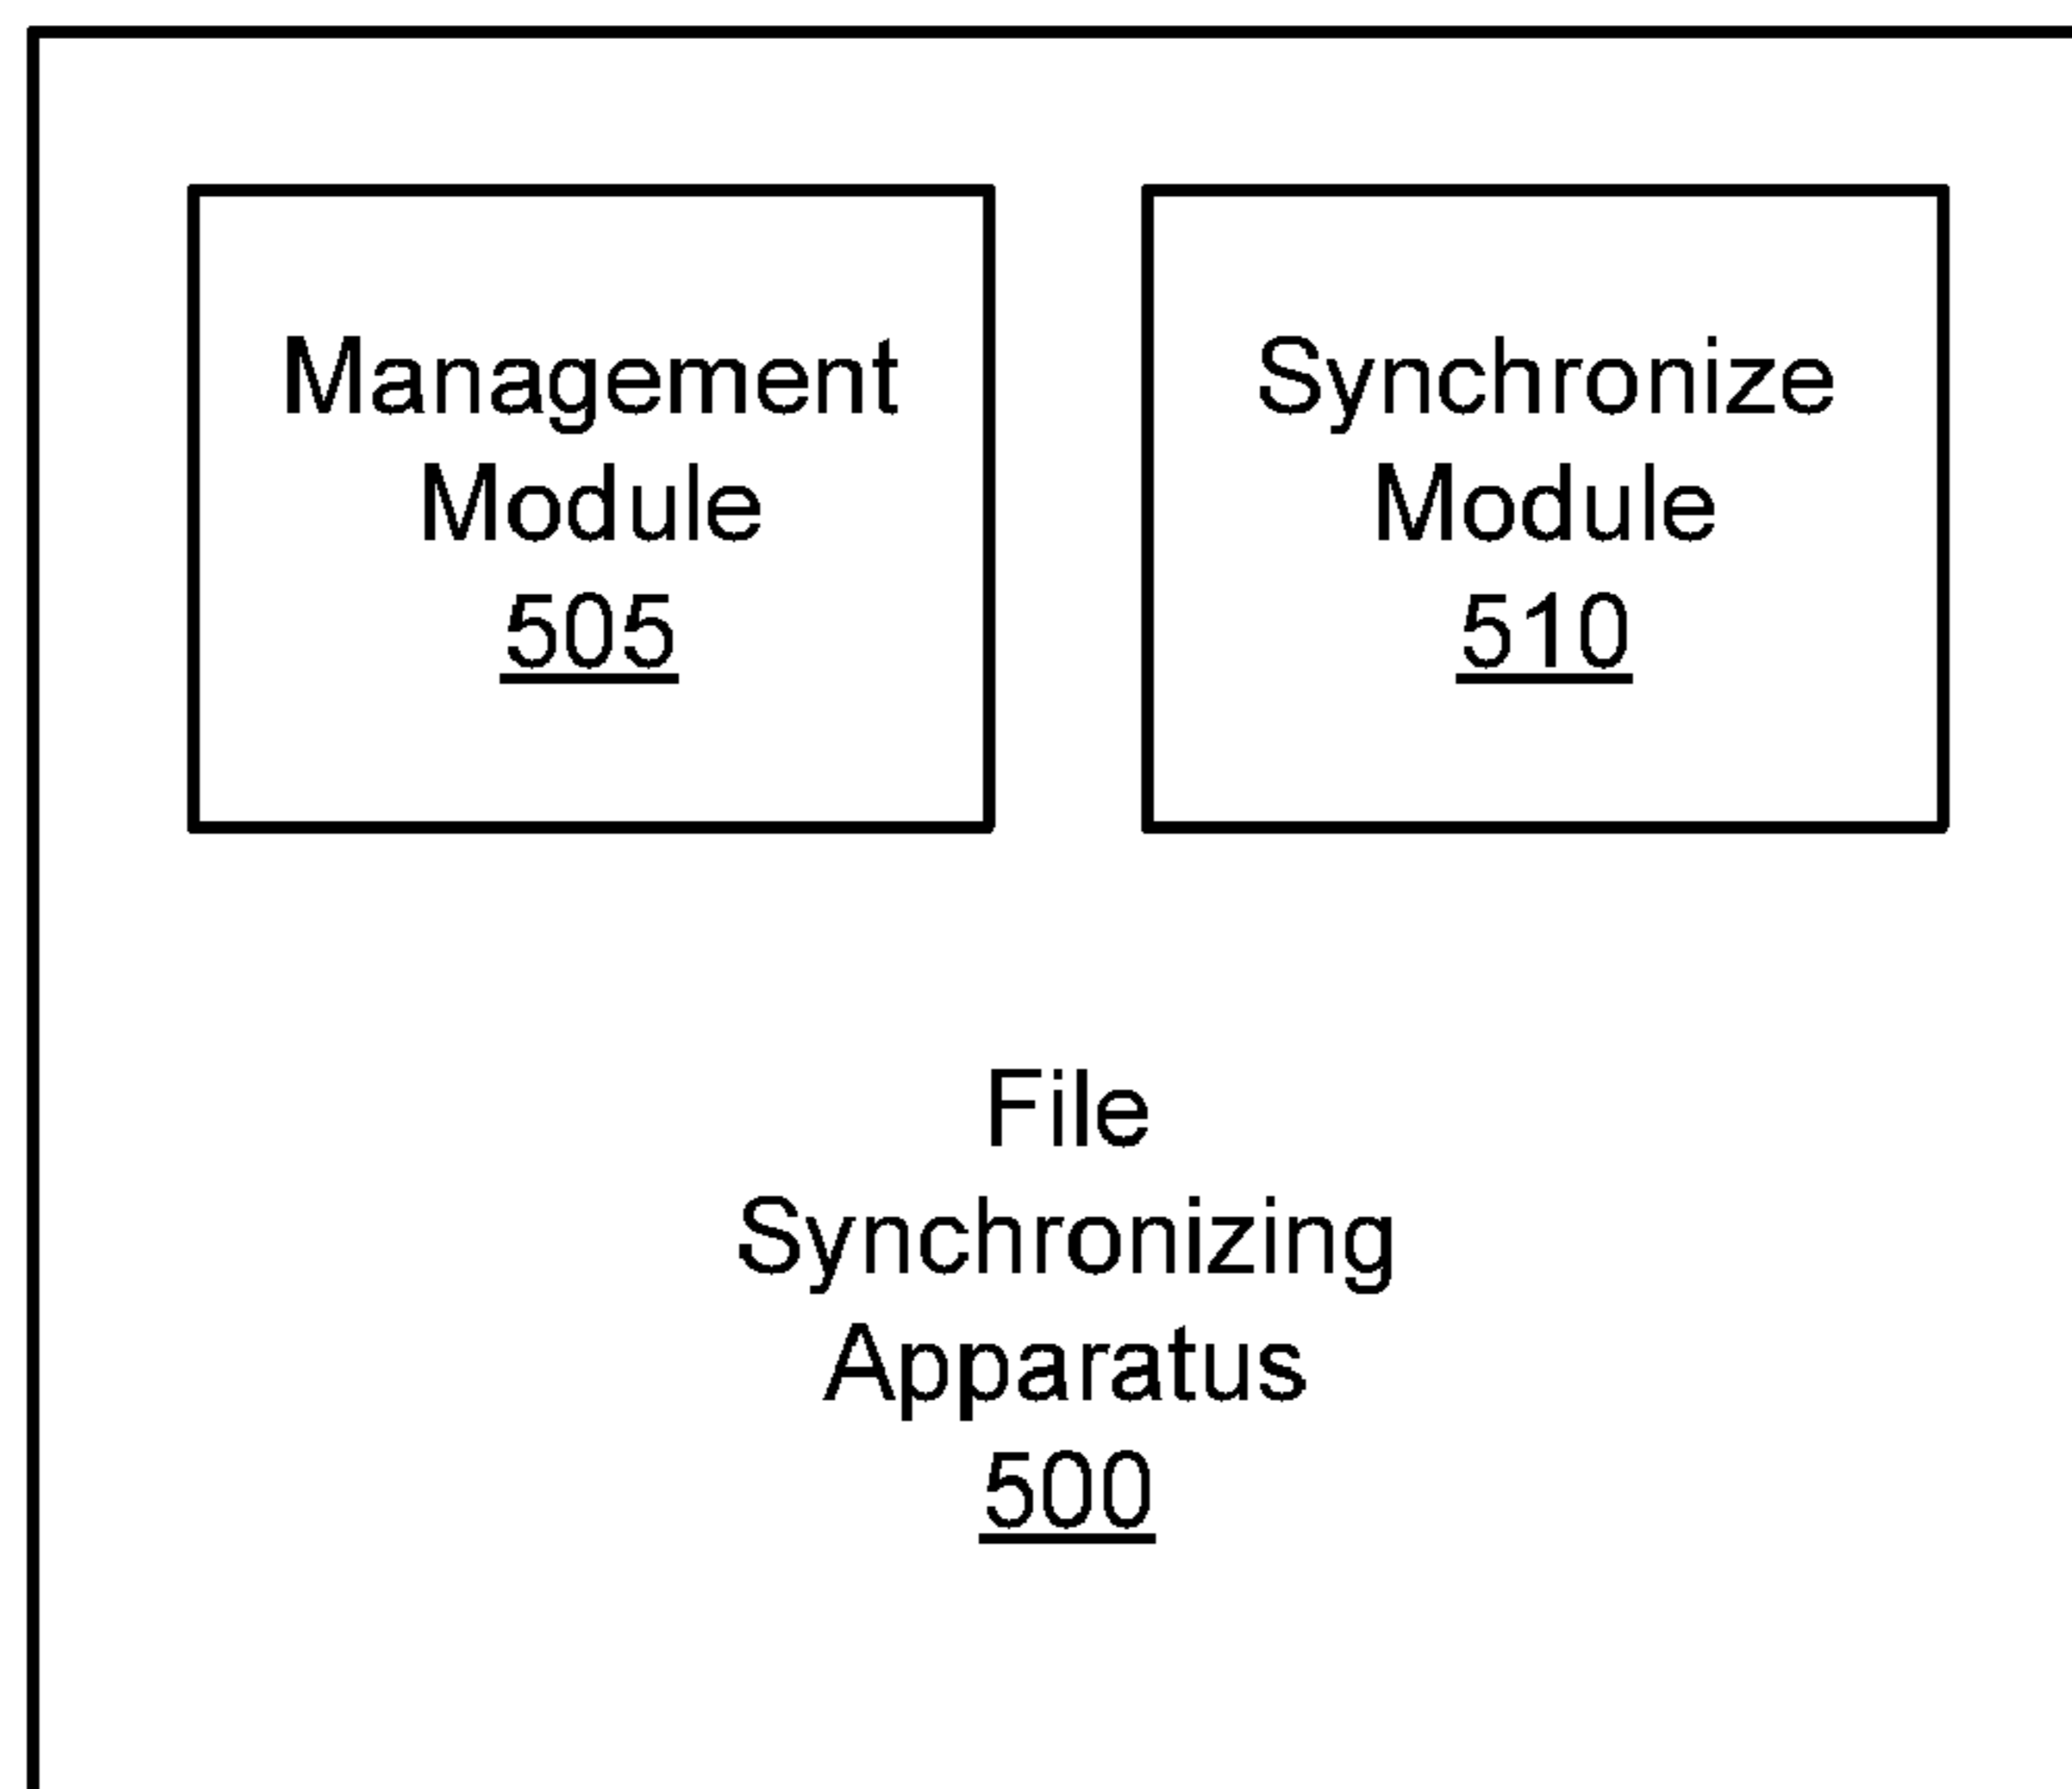 Management
Module
505
Synchronize
Module
510
File
Synchronizing
Apparatus
500